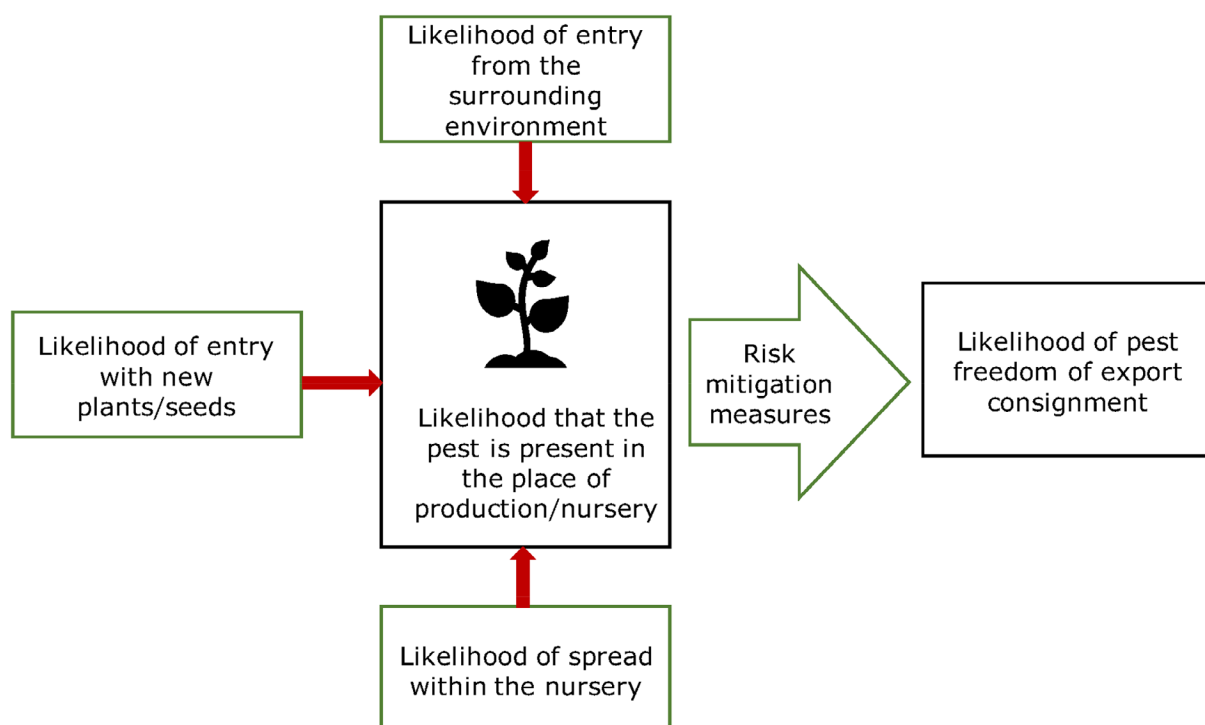 Likelihood of entry
from the
surrounding
environment
Likelihood of entry
with new
plants/seeds
Likelihood that the
pest is present in
the place of
production/nursery
Risk
mitigation
measures
Likelihood of pest
freedom of export
consignment
Likelihood of spread
within the nursery